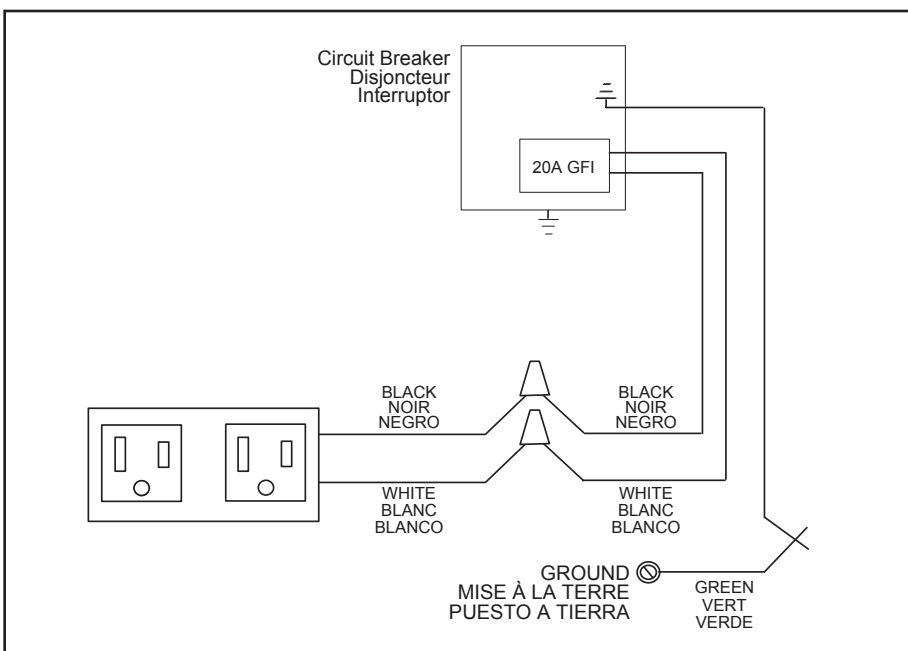 Circuit Breaker
Disjoncteur
Interruptor
20A GFI
BLACK
NOIR
NEGRO
BLACK
NOIR
NEGRO
WHITE
BLANC
BLANCO
WHITE
BLANC
BLANCO
GROUND
MISE À LA TERRE
PUESTO A TIERRA
GREEN
VERT
VERDE